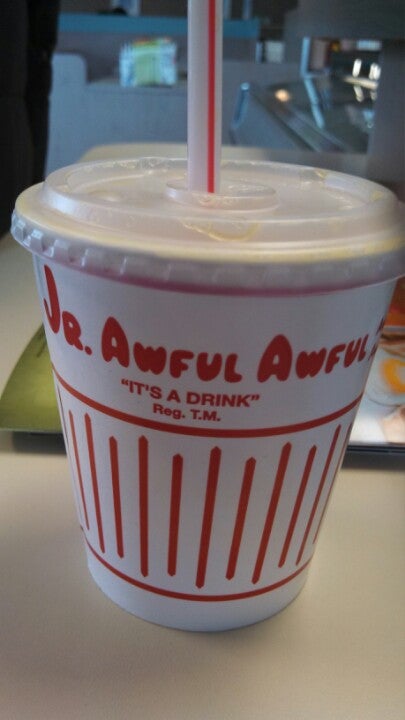 JR. AWFUL AWFUL
"IT'S A DRINK"
Reg. T.M.